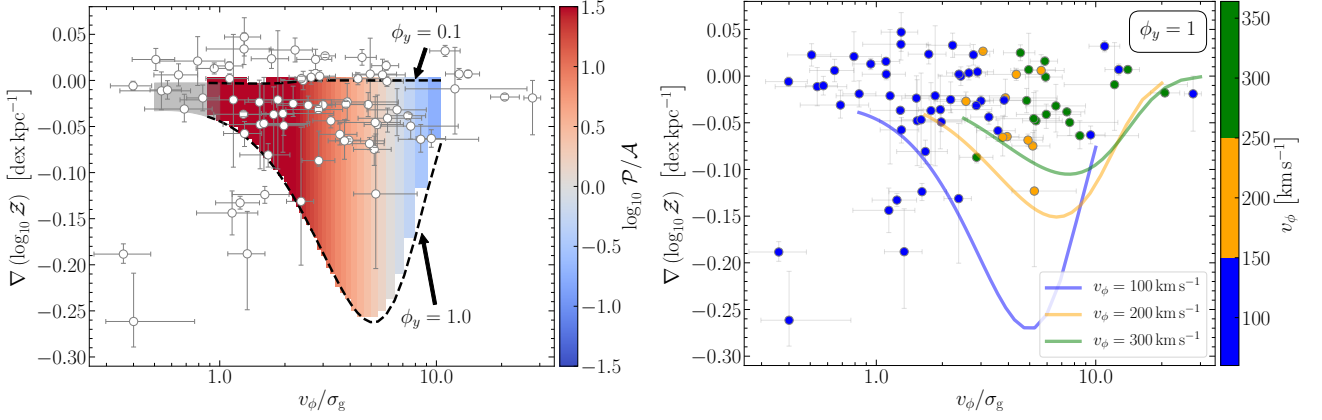 0.05
0.00
−0.05
−0.10
−0.15
−0.20
−0.25
−0.30
∇ (log₁₀ 𝒵) [dex kpc⁻¹]
1.0
10.0
v_ϕ/σ_g
ϕ_y = 0.1
ϕ_y = 1.0
1.5
1.0
0.5
0.0
−0.5
−1.0
−1.5
log₁₀ 𝒫/𝒜
0.05
0.00
−0.05
−0.10
−0.15
−0.20
−0.25
−0.30
∇ (log₁₀ 𝒵) [dex kpc⁻¹]
1.0
10.0
v_ϕ/σ_g
ϕ_y = 1
v_ϕ = 100 km s⁻¹
v_ϕ = 200 km s⁻¹
v_ϕ = 300 km s⁻¹
350
300
250
200
150
100
v_ϕ [km s⁻¹]